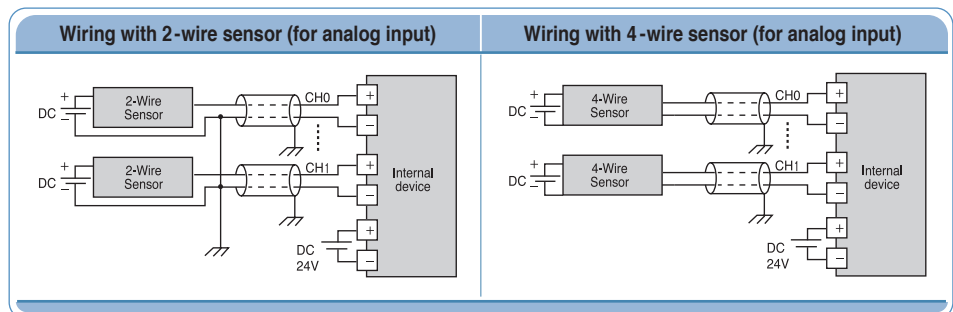 Wiring with 2-wire sensor (for analog input)
Wiring with 4-wire sensor (for analog input)
+
DC
−
2-Wire
Sensor
CH0
+
−
+
DC
−
2-Wire
Sensor
CH1
+
−
Internal
device
DC
24V
+
−
+
DC
−
4-Wire
Sensor
CH0
+
−
+
DC
−
4-Wire
Sensor
CH1
+
−
Internal
device
DC
24V
+
−